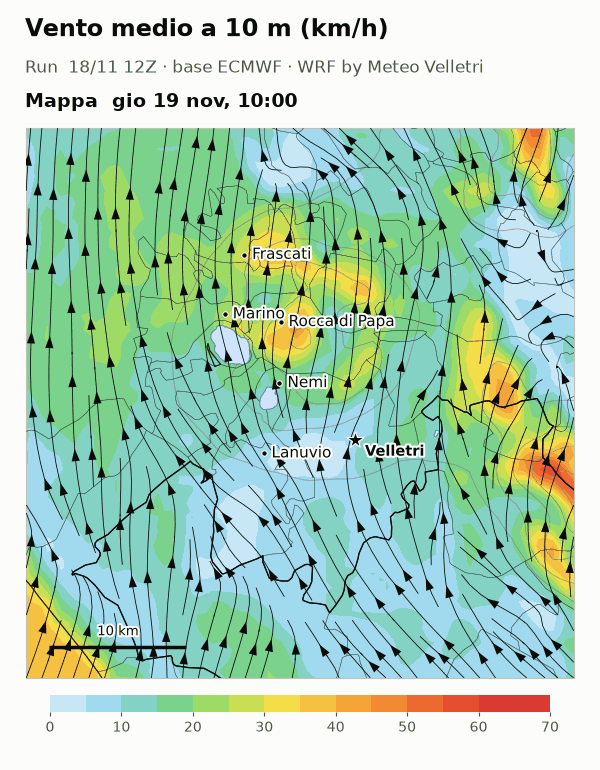 Vento medio a 10 m (km/h)
Run 18/11 12Z · base ECMWF · WRF by Meteo Velletri
Mappa gio 19 nov, 10:00
Frascati
Marino
Rocca di Papa
Nemi
Velletri
Lanuvio
10 km
0 10 20 30 40 50 60 70